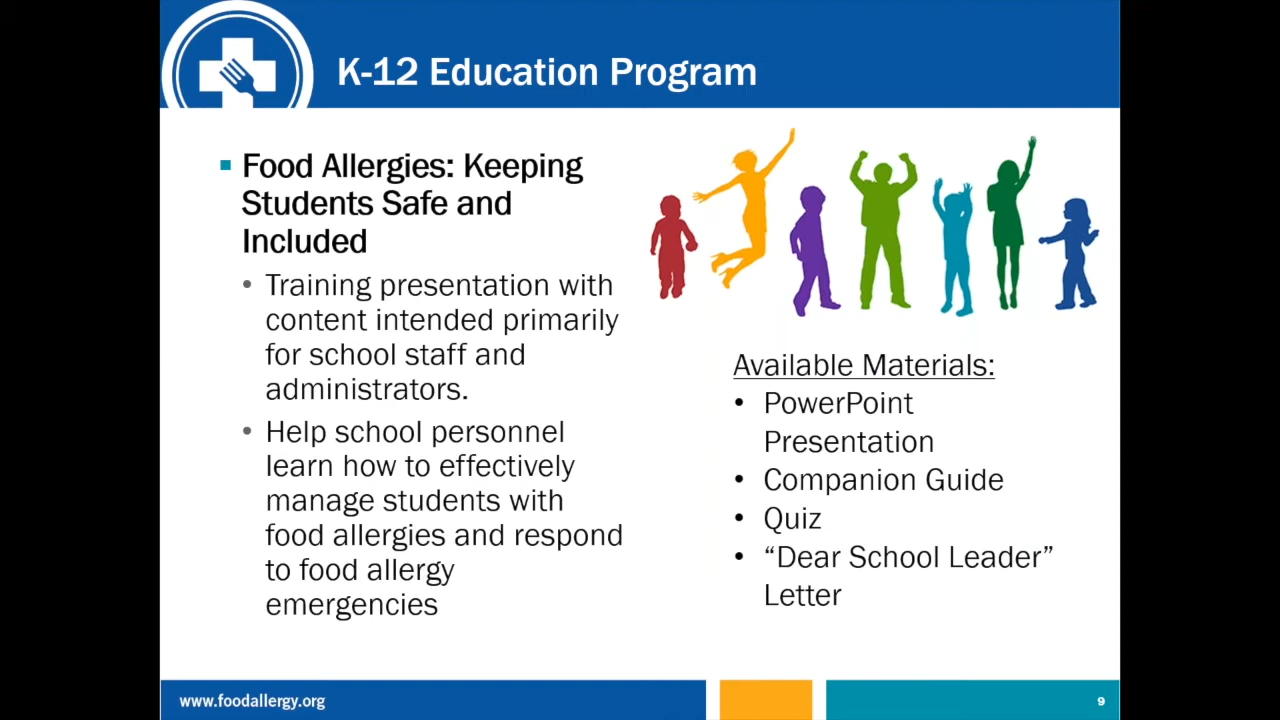 K-12 Education Program
▪ Food Allergies: Keeping
Students Safe and
Included
• Training presentation with
content intended primarily
for school staff and
administrators.
• Help school personnel
learn how to effectively
manage students with
food allergies and respond
to food allergy
emergencies
Available Materials:
• PowerPoint
Presentation
• Companion Guide
• Quiz
• “Dear School Leader”
Letter
www.foodallergy.org
9